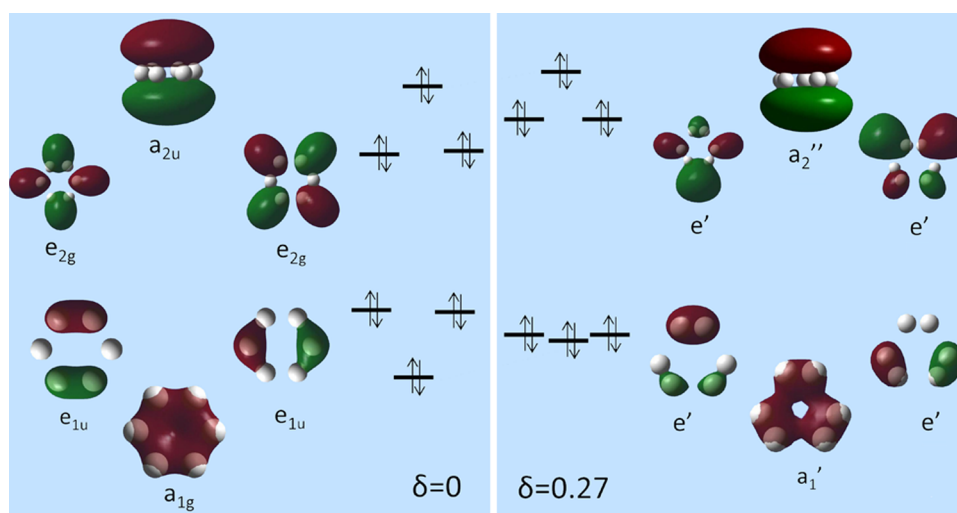 a2u
e2g
e2g
e1u
e1u
a1g
δ=0
a2’’
e’
e’
e’
e’
a1’
δ=0.27